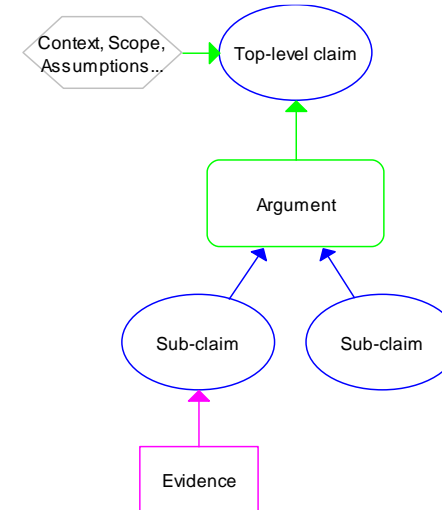 Context, Scope,
Assumptions...
Top-level claim
Argument
Sub-claim
Sub-claim
Evidence